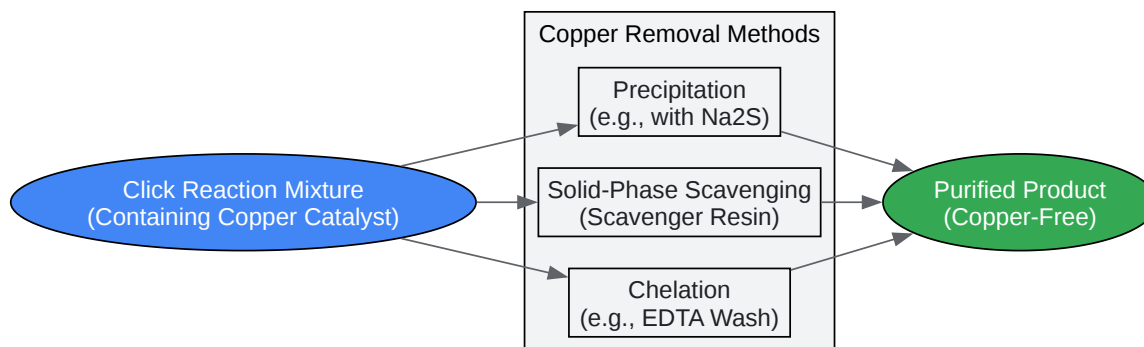 Copper Removal Methods
Precipitation
(e.g., with Na2S)
Click Reaction Mixture
(Containing Copper Catalyst)
Solid-Phase Scavenging
(Scavenger Resin)
Purified Product
(Copper-Free)
Chelation
(e.g., EDTA Wash)